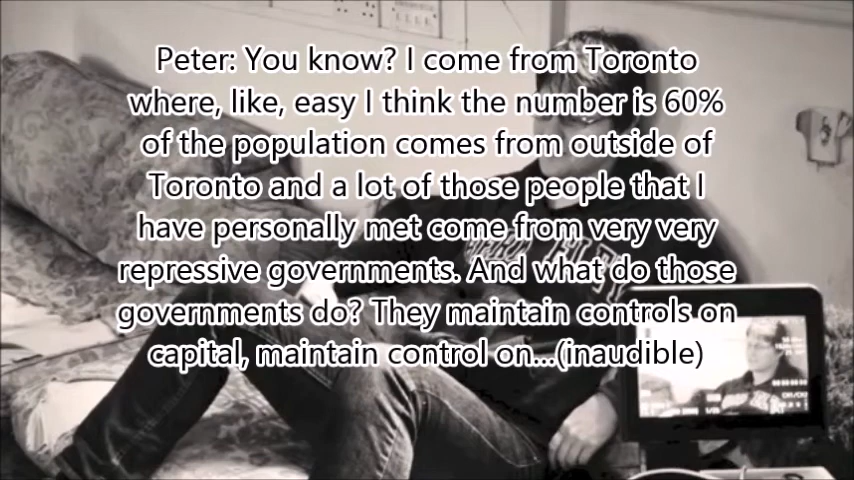 Peter: You know? I come from Toronto
where, like, easy I think the number is 60%
of the population comes from outside of
Toronto and a lot of those people that I
have personally met come from very very
repressive governments. And what do those
governments do? They maintain controls on
capital, maintain control on...(inaudible)